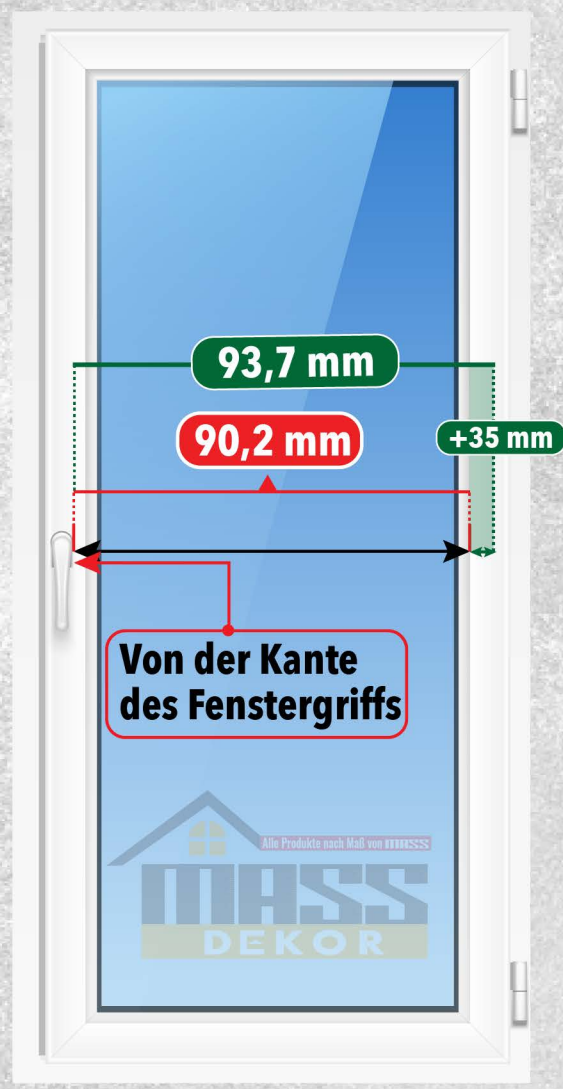 93,7 mm
90,2 mm
+35 mm
Von der Kante
des Fenstergriffs
Alle Produkte nach Maß von MASS
MASS
DEKOR